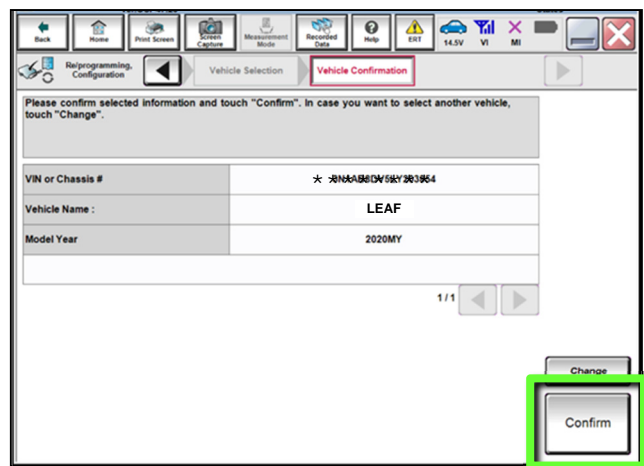 Back
Home
Print Screen
Screen Capture
Measurement Mode
Recorded Data
Help
ERT
14.5V
VI
MI
Reiprogramming, Configuration
Vehicle Selection
Vehicle Confirmation
Please confirm selected information and touch "Confirm". In case you want to select another vehicle,
touch "Change".
VIN or Chassis #
Vehicle Name :
LEAF
Model Year
2020MY
1/1
Change
Confirm